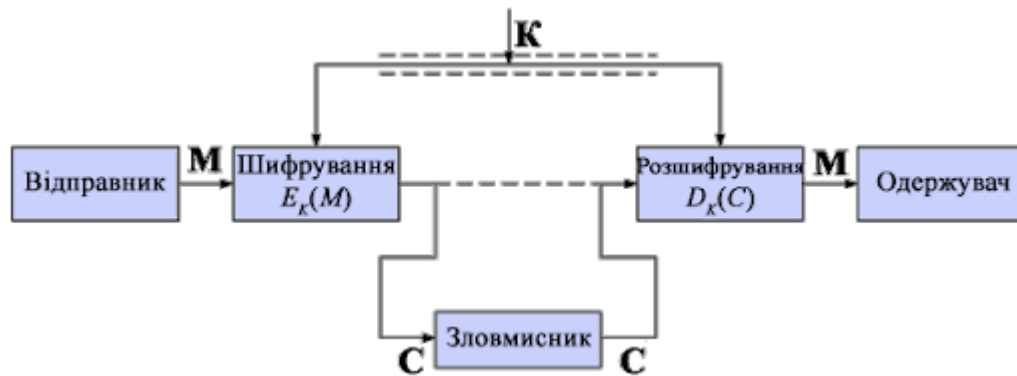 К
Відправник
М
Шифрування
E_K(M)
Розшифрування
D_K(C)
М
Одержувач
С
Зловмисник
С